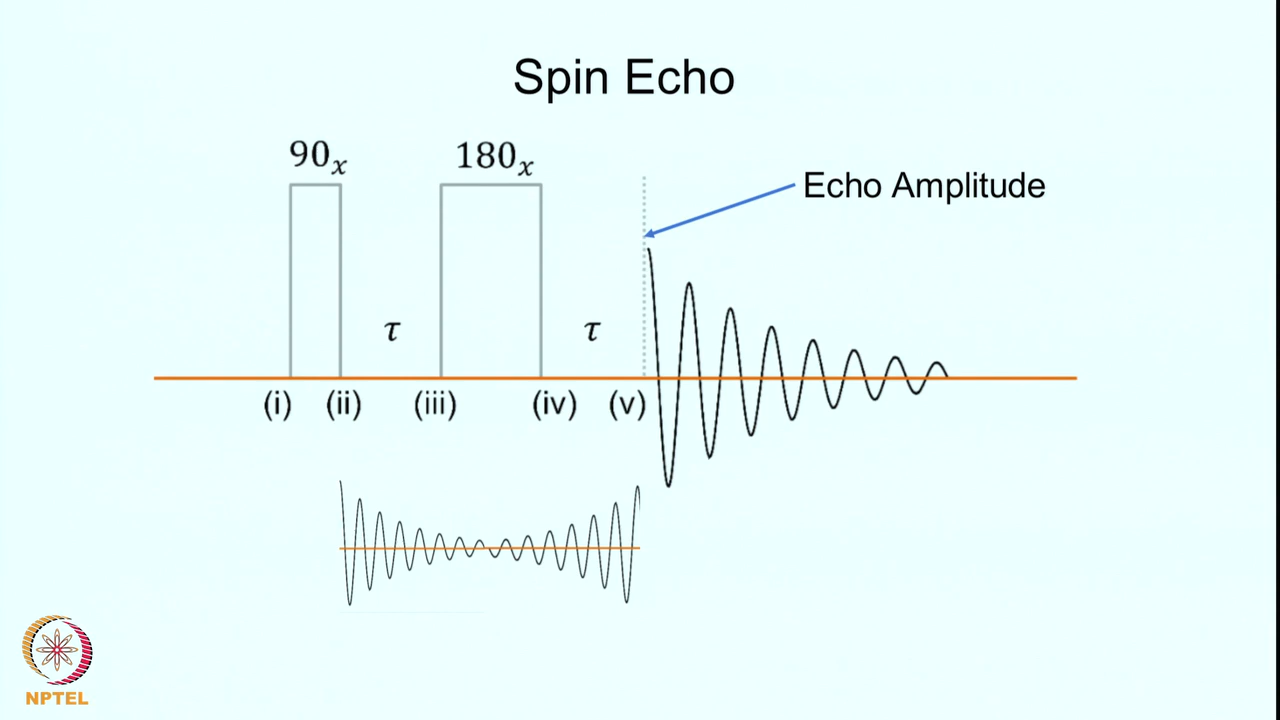 Spin Echo
90ₓ
180ₓ
Echo Amplitude
τ
τ
(i)
(ii)
(iii)
(iv)
(v)
NPTEL